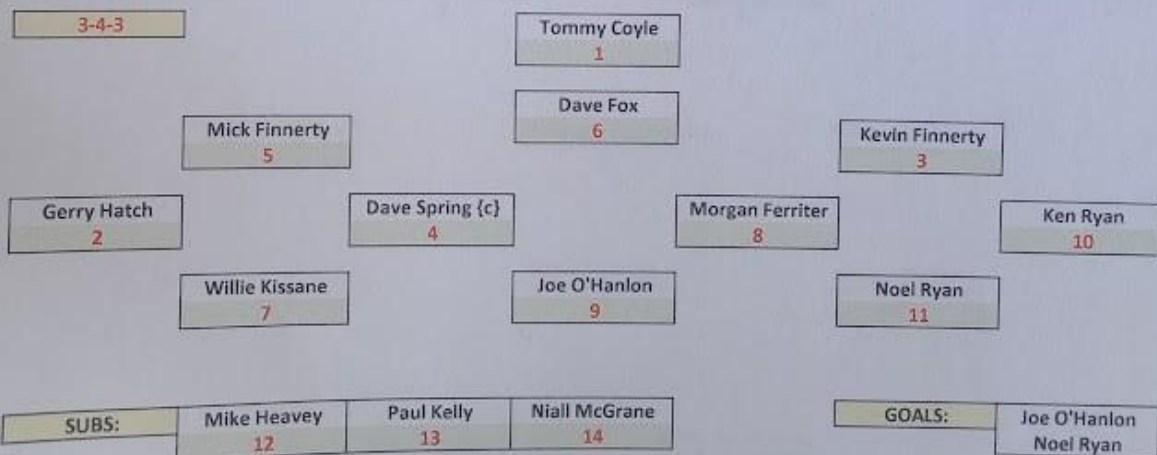 3-4-3
Tommy Coyle
1
Dave Fox
6
Mick Finnerty
5
Kevin Finnerty
3
Gerry Hatch
2
Dave Spring {c}
4
Morgan Ferriter
8
Ken Ryan
10
Willie Kissane
7
Joe O'Hanlon
9
Noel Ryan
11
SUBS:
Mike Heavey
12
Paul Kelly
13
Niall McGrane
14
GOALS:
Joe O'Hanlon
Noel Ryan